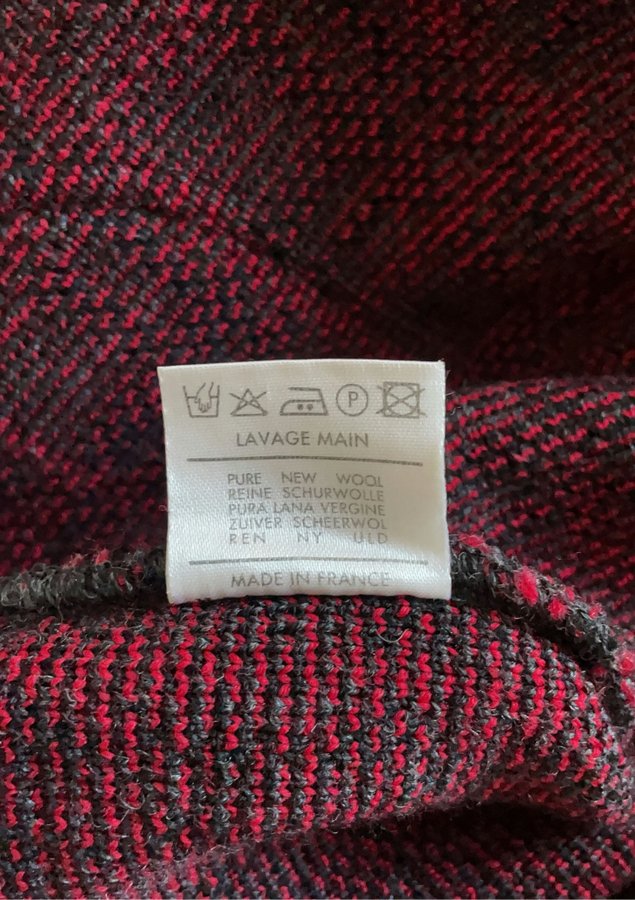 P
LAVAGE MAIN
PURE NEW WOOL
REINE SCHURWOLLE
PURA LANA VERGINE
ZUIVER SCHEERWOL
REN NY ULD
MADE IN FRANCE